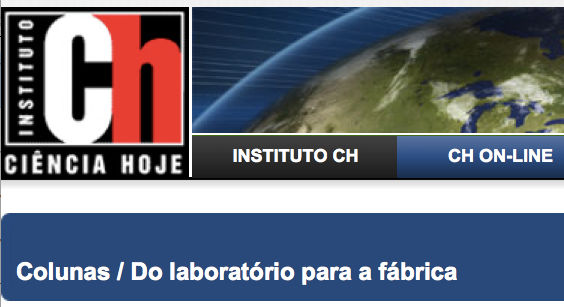 INSTITUTO
Ch
CIÊNCIA HOJE
INSTITUTO CH
CH ON-LINE
Colunas / Do laboratório para a fábrica